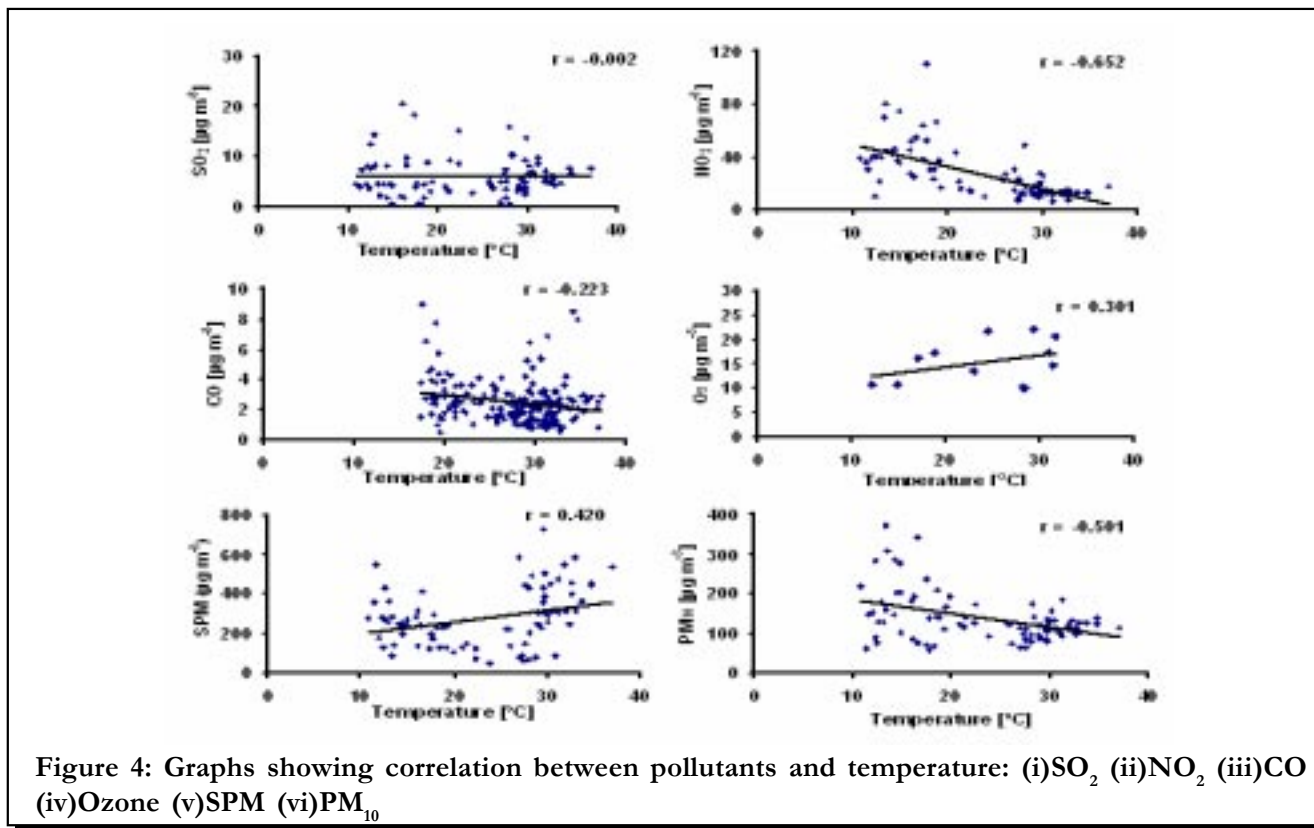 r = -0.002
30
20
10
0
SO₂ [µg m⁻³]
0 10 20 30 40
Temperature [°C]
r = -0.652
120
80
40
0
NO₂ [µg m⁻³]
0 10 20 30 40
Temperature [°C]
r = -0.223
10
8
6
4
2
0
CO [µg m⁻³]
0 10 20 30 40
Temperature [°C]
r = 0.301
30
25
20
15
10
5
0
O₃ [µg m⁻³]
0 10 20 30 40
Temperature [°C]
r = 0.420
800
600
400
200
0
SPM (µg m⁻³)
0 10 20 30 40
Temperature [°C]
r = -0.501
400
300
200
100
0
PM₁₀ [µg m⁻³]
0 10 20 30 40
Temperature [°C]
Figure 4: Graphs showing correlation between pollutants and temperature: (i)SO₂ (ii)NO₂ (iii)CO
(iv)Ozone (v)SPM (vi)PM₁₀